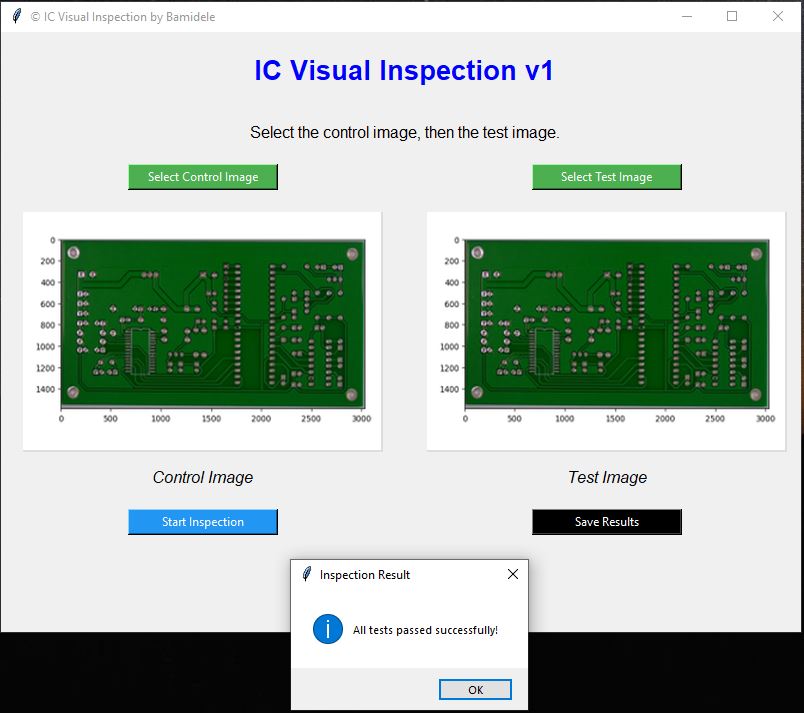 © IC Visual Inspection by Bamidele
IC Visual Inspection v1
Select the control image, then the test image.
Select Control Image
Select Test Image
0
200
400
600
800
1000
1200
1400
0 500 1000 1500 2000 2500 3000
0
200
400
600
800
1000
1200
1400
0 500 1000 1500 2000 2500 3000
Control Image
Test Image
Start Inspection
Save Results
Inspection Result
All tests passed successfully!
OK